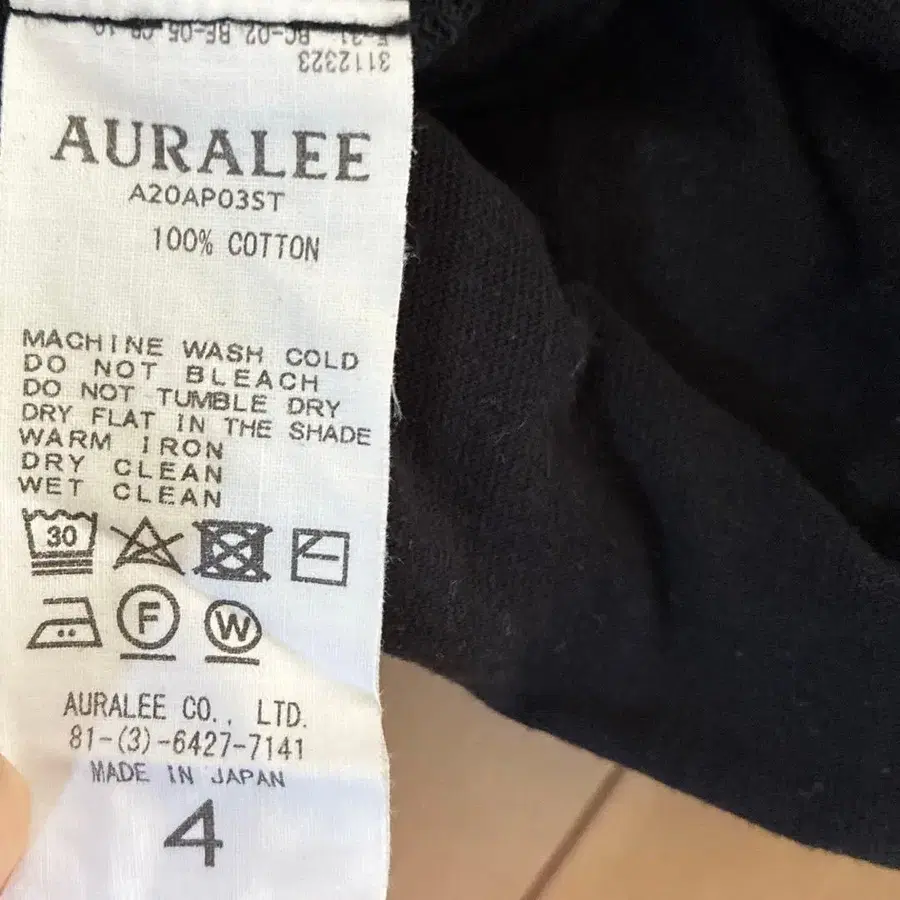 3112323
AURALEE
A20AP03ST
100% COTTON
MACHINE WASH COLD
DO NOT BLEACH
DO NOT TUMBLE DRY
DRY FLAT IN THE SHADE
WARM IRON
DRY CLEAN
WET CLEAN
30
F W
AURALEE CO., LTD.
81-(3)-6427-7141
MADE IN JAPAN
4